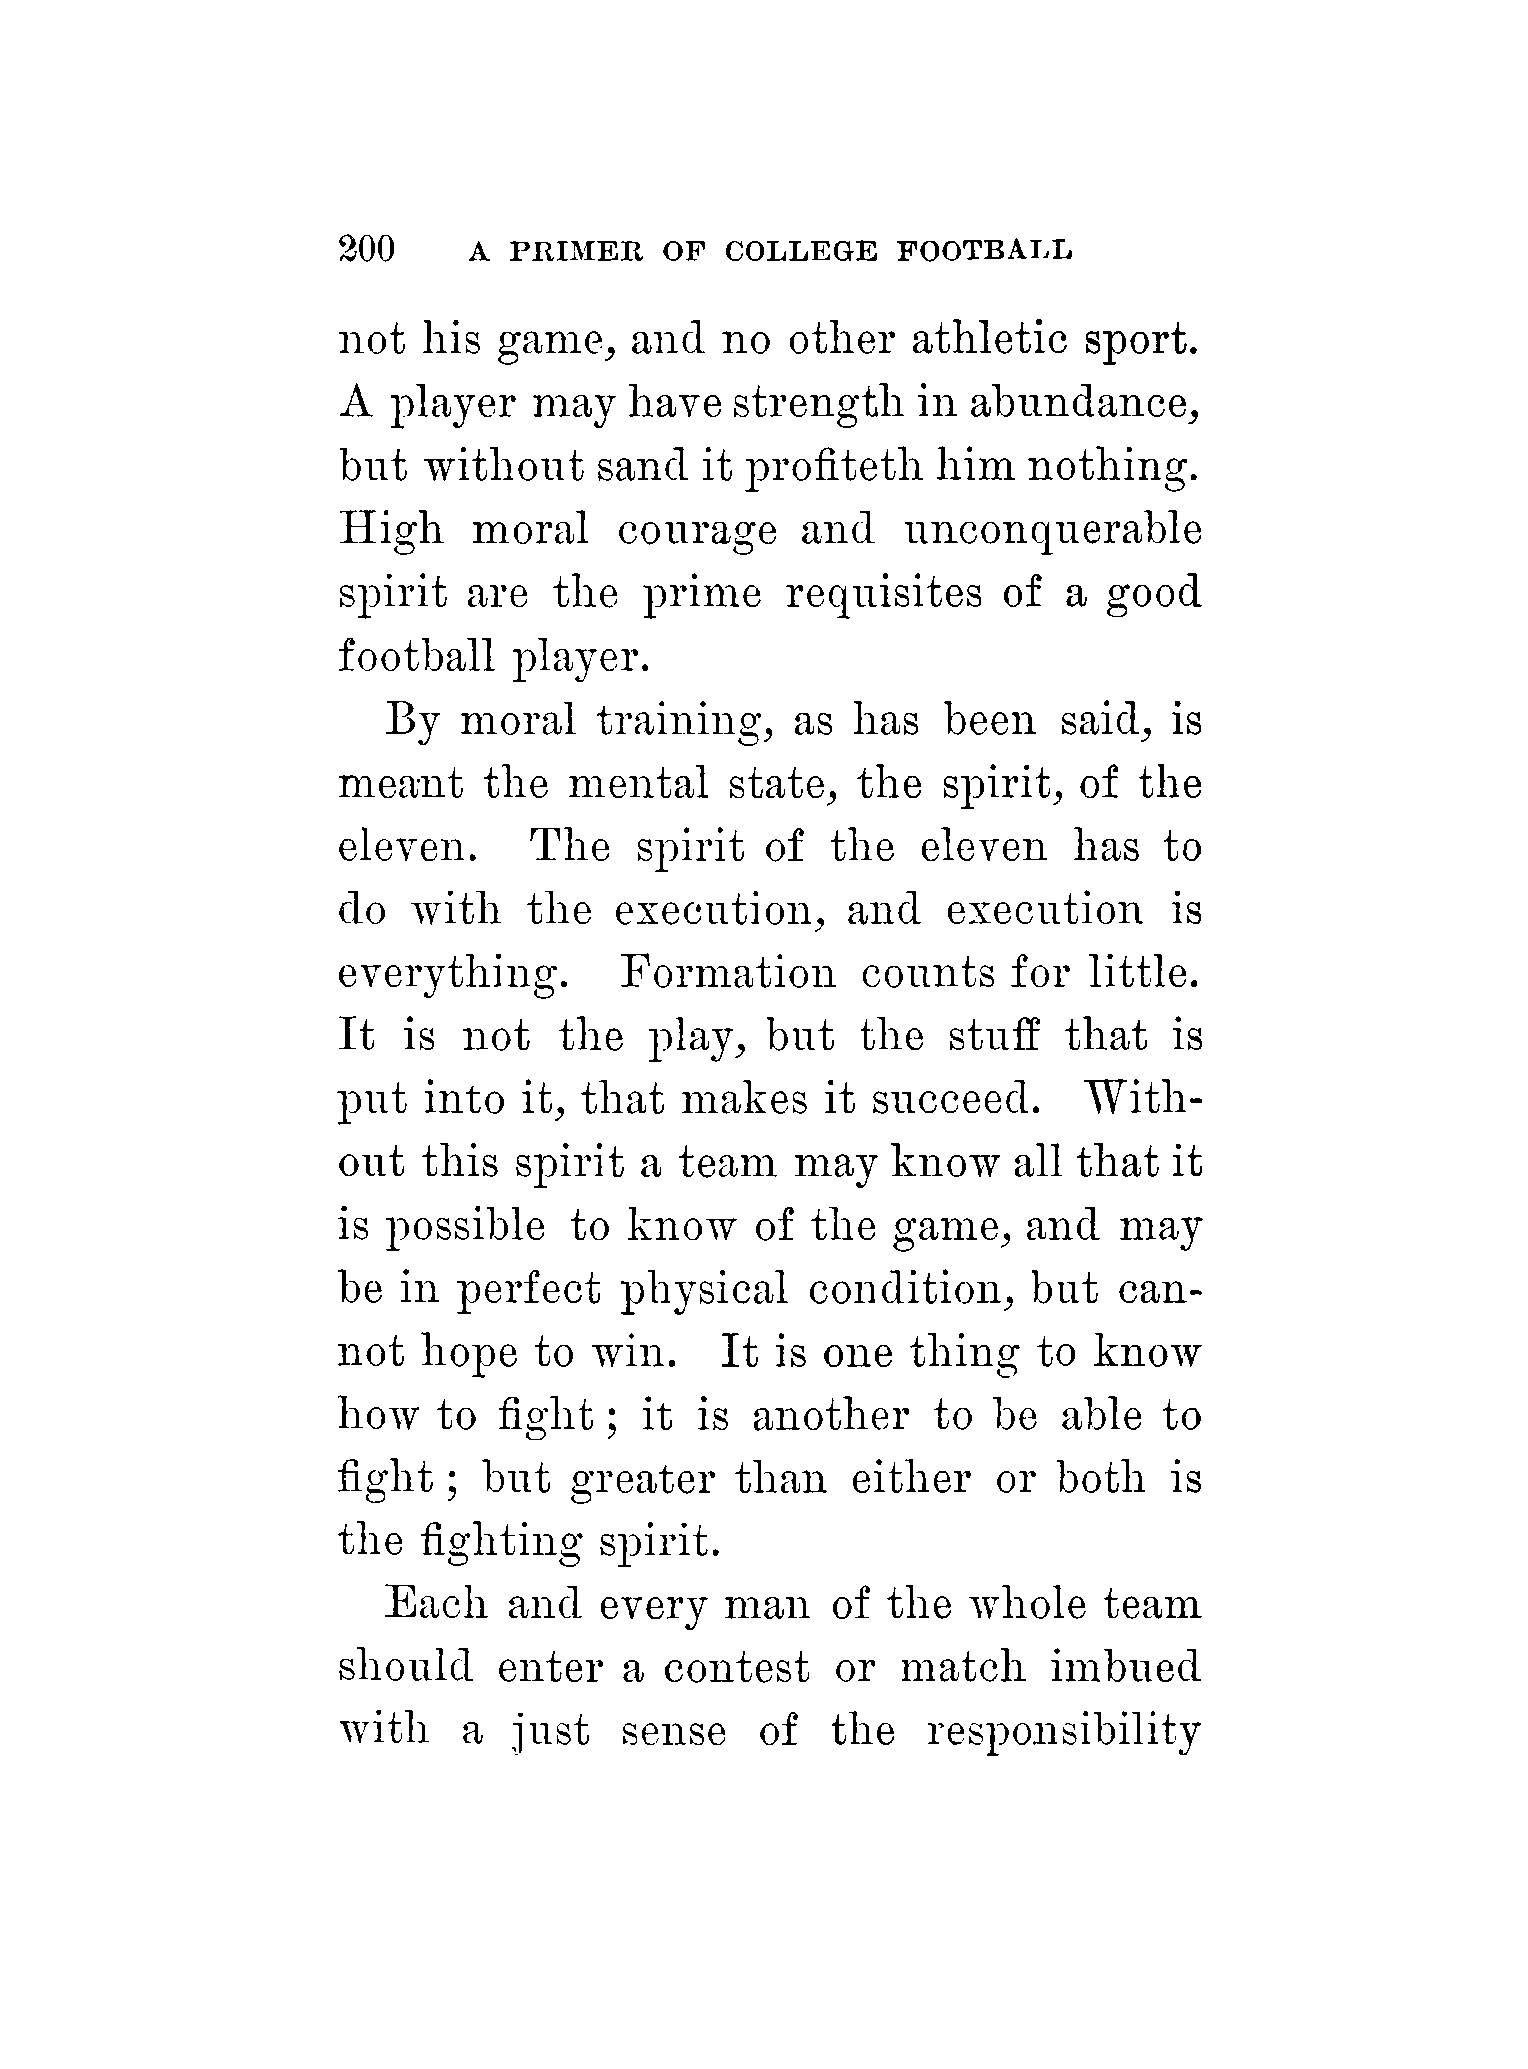 200 A PRIMER OF COLLEGE FOOTBALL
not his game, and no other athletic sport.
A player may have strength in abundance,
but without sand it profiteth him nothing.
High moral courage and unconquerable
spirit are the prime requisites of a good
football player.
By moral training, as has been said, is
meant the mental state, the spirit, of the
eleven. The spirit of the eleven has to
do with the execution, and execution is
everything. Formation counts for little.
It is not the play, but the stuff that is
put into it, that makes it succeed. With-
out this spirit a team may know all that it
is possible to know of the game, and may
be in perfect physical condition, but can-
not hope to win. It is one thing to know
how to fight; it is another to be able to
fight; but greater than either or both is
the fighting spirit.
Each and every man of the whole team
should enter a contest or match imbued
with a just sense of the responsibility